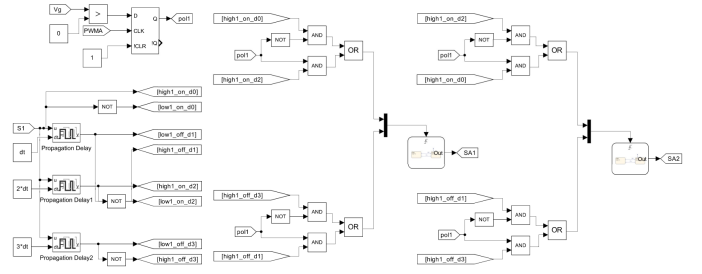 Vg
>
0
D
Q
pol1
PWMA
CLK
1
!CLR
!Q
[high1_on_d0]
[low1_on_d0]
NOT
S1
u
dt
y
Propagation Delay
[low1_off_d1]
[high1_off_d1]
dt
2*dt
u
dt
y
Propagation Delay1
NOT
[high1_on_d2]
[low1_on_d2]
3*dt
u
dt
y
Propagation Delay2
NOT
[low1_off_d3]
[high1_off_d3]
[high1_on_d0]
AND
NOT
OR
pol1
AND
[high1_on_d2]
[high1_off_d3]
AND
NOT
OR
pol1
AND
[high1_off_d1]
Out
SA1
[high1_on_d2]
AND
NOT
OR
pol1
AND
[high1_on_d0]
[high1_off_d1]
AND
NOT
OR
pol1
AND
[high1_off_d3]
Out
SA2